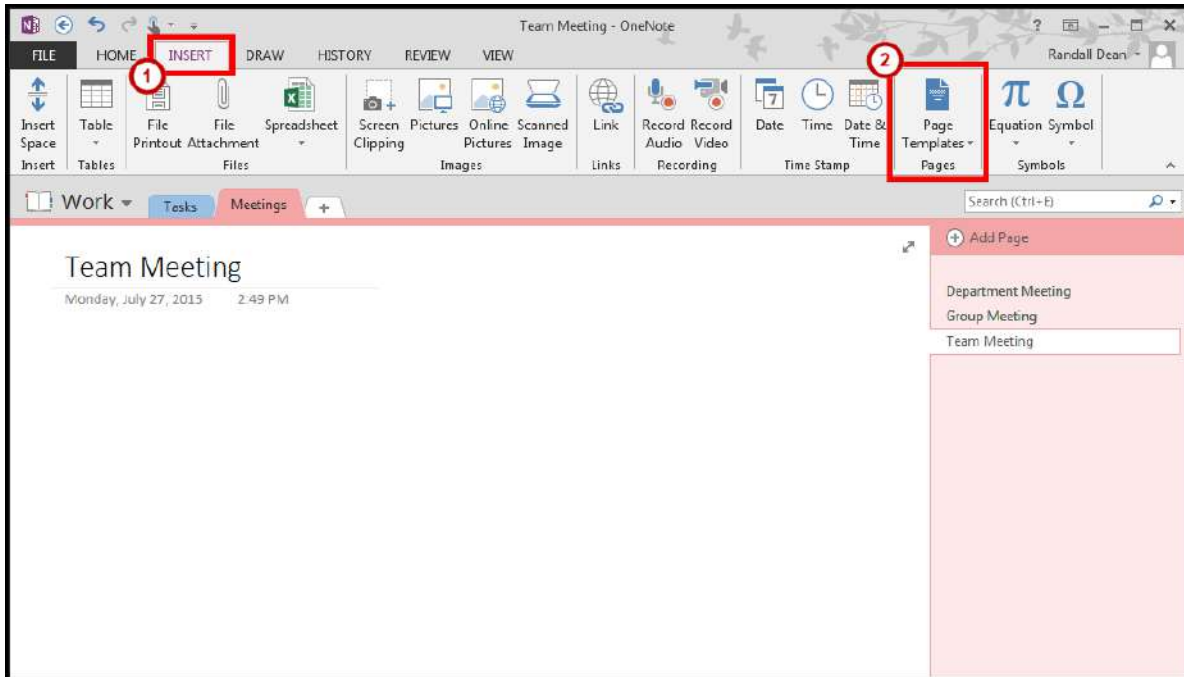 Team Meeting - OneNote
?
FILE HOME INSERT DRAW HISTORY REVIEW VIEW
Randall Dean
1
2
Insert Space
Table
File Printout
File Attachment
Spreadsheet
Screen Clipping
Pictures
Online Pictures
Scanned Image
Link
Record Audio
Record Video
Date
Time
Date & Time
Page Templates
Equation
Symbol
Insert Tables Files Images Links Recording Time Stamp Pages Symbols
Work Tasks Meetings +
Search (Ctrl+E)
Add Page
Team Meeting
Monday, July 27, 2015 2:49 PM
Department Meeting
Group Meeting
Team Meeting